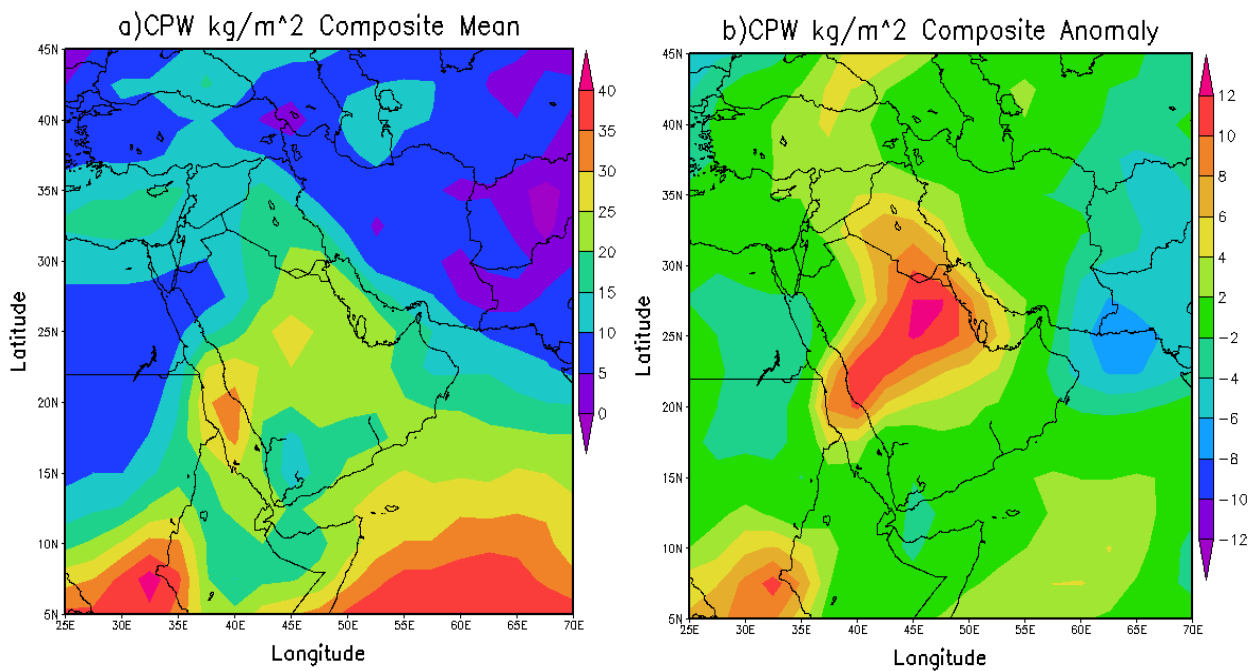 a)CPW kg/m^2 Composite Mean
45N
40N
35N
30N
25N
20N
15N
10N
5N
Latitude
25E 30E 35E 40E 45E 50E 55E 60E 65E 70E
Longitude
40
35
30
25
20
15
10
5
0
b)CPW kg/m^2 Composite Anomaly
45N
40N
35N
30N
25N
20N
15N
10N
5N
Latitude
25E 30E 35E 40E 45E 50E 55E 60E 65E 70E
Longitude
12
10
8
6
4
2
-2
-4
-6
-8
-10
-12